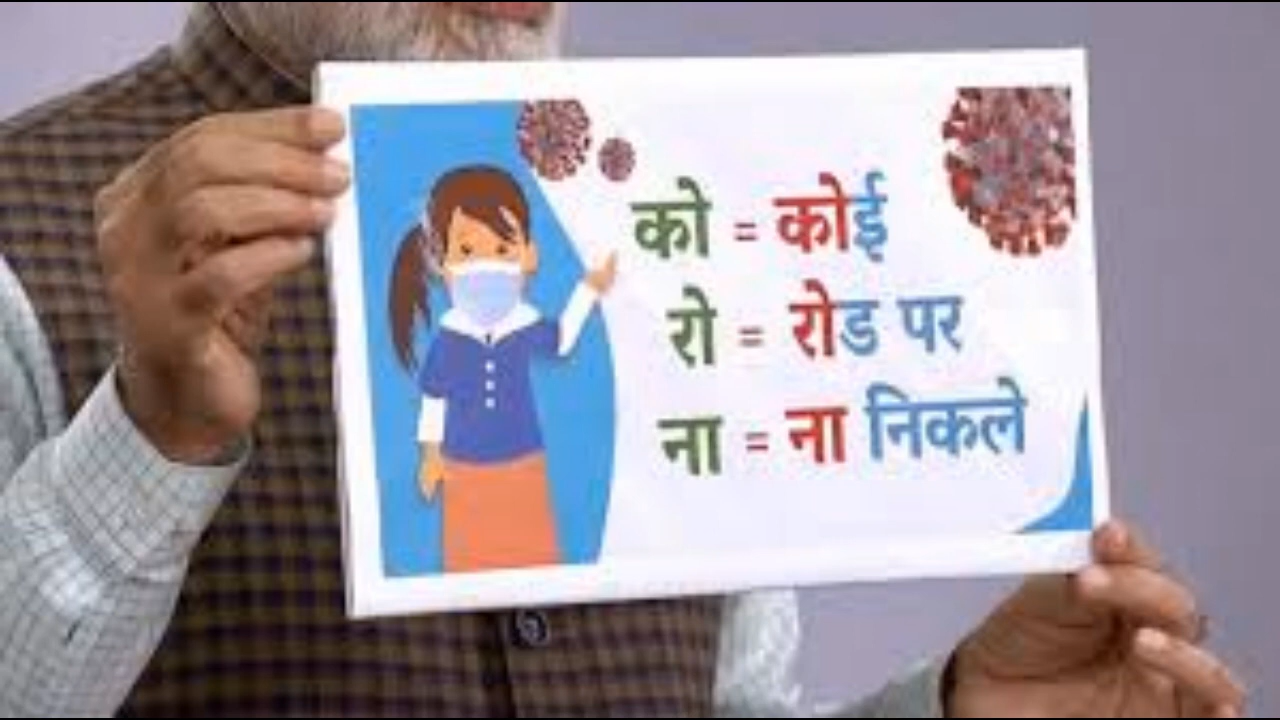 को = कोई
रो = रोड पर
ना = ना निकले